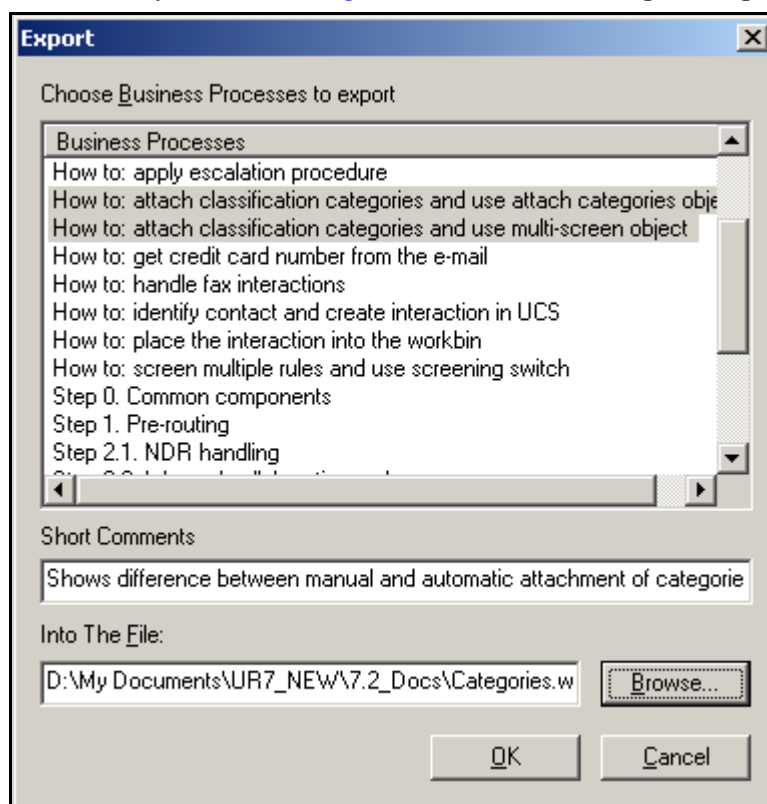 Export
Choose Business Processes to export
Business Processes
How to: apply escalation procedure
How to: attach classification categories and use attach categories obje
How to: attach classification categories and use multi-screen object
How to: get credit card number from the e-mail
How to: handle fax interactions
How to: identify contact and create interaction in UCS
How to: place the interaction into the workbin
How to: screen multiple rules and use screening switch
Step 0. Common components
Step 1. Pre-routing
Step 2.1. NDR handling
Short Comments
Shows difference between manual and automatic attachment of categorie
Into The File:
D:\My Documents\UR7_NEW\7.2_Docs\Categories.w
Browse...
OK
Cancel